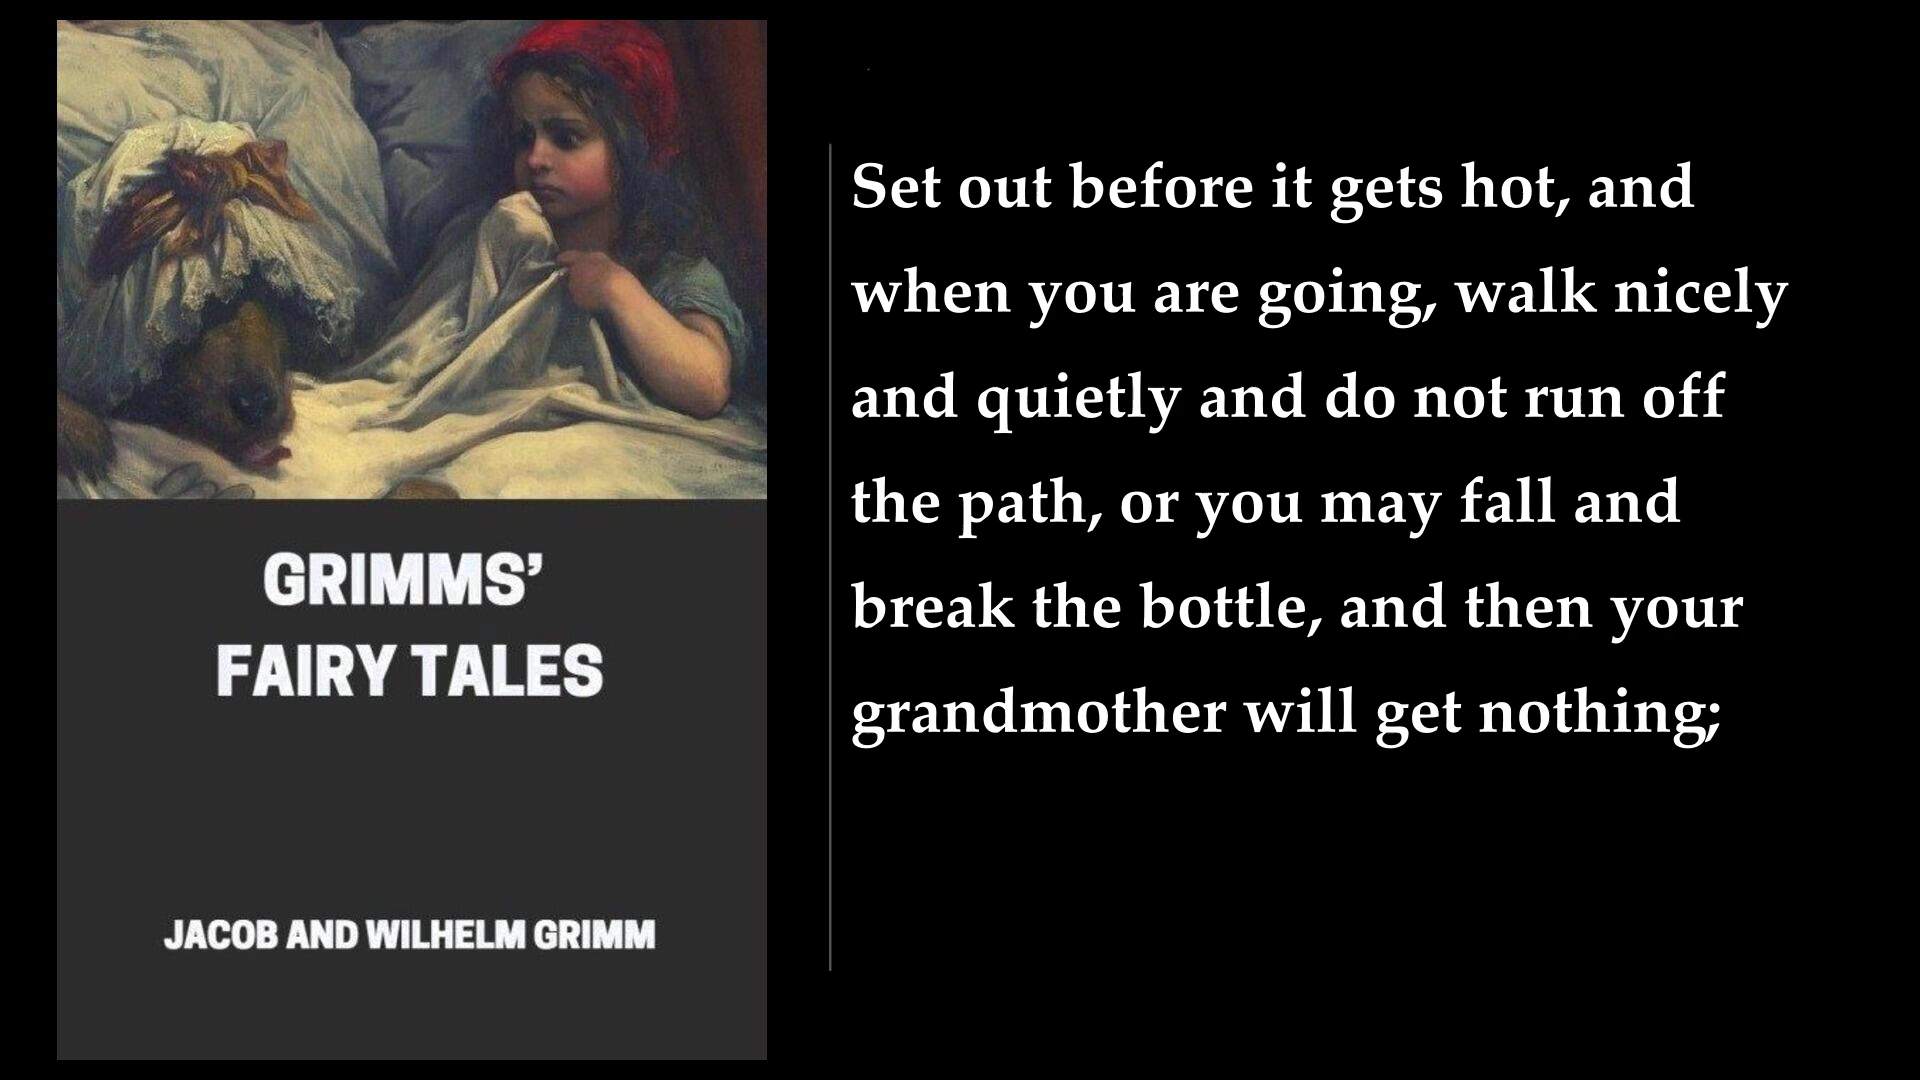 GRIMMS’
FAIRY TALES
JACOB AND WILHELM GRIMM
Set out before it gets hot, and
when you are going, walk nicely
and quietly and do not run off
the path, or you may fall and
break the bottle, and then your
grandmother will get nothing;